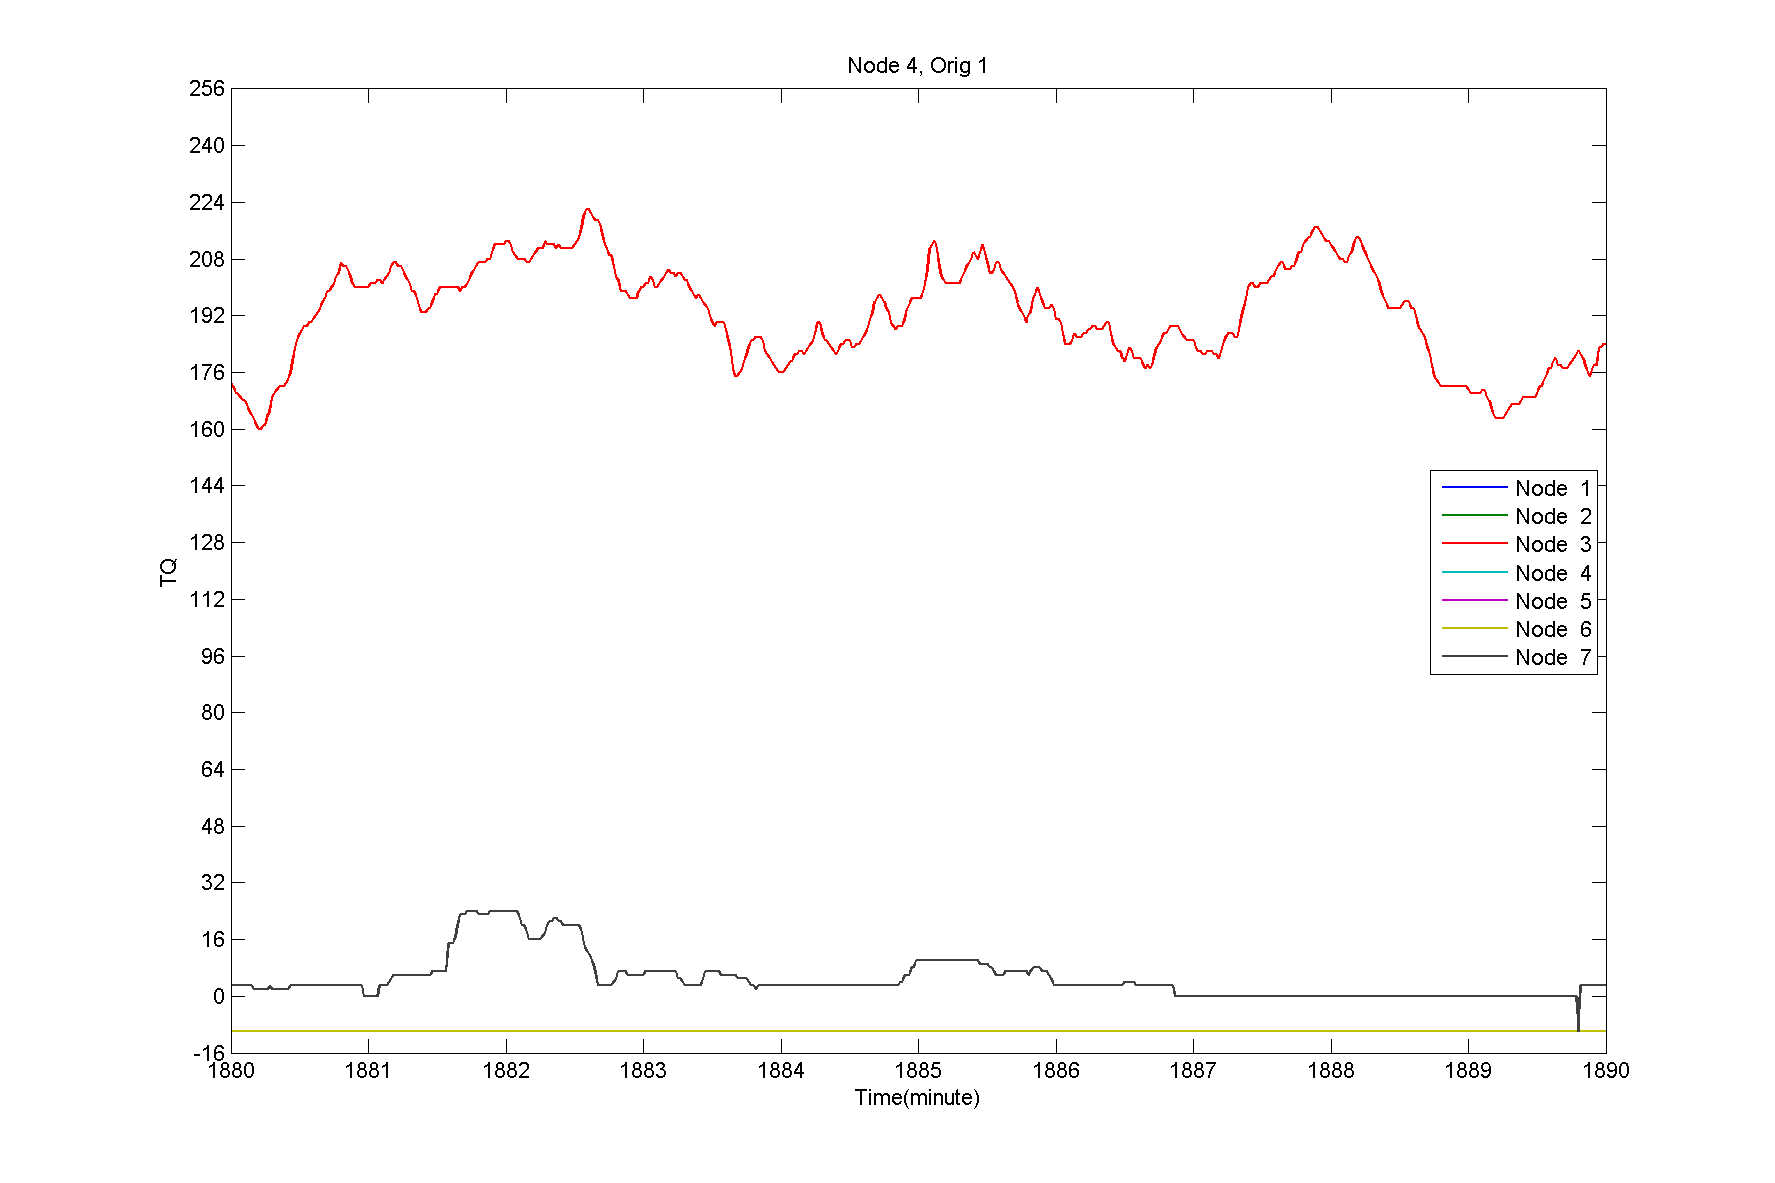 Node 4, Orig 1
256
240
224
208
192
176
160
144
128
112
96
80
64
48
32
16
0
-16
TQ
Node 1
Node 2
Node 3
Node 4
Node 5
Node 6
Node 7
1880 1881 1882 1883 1884 1885 1886 1887 1888 1889 1890
Time(minute)